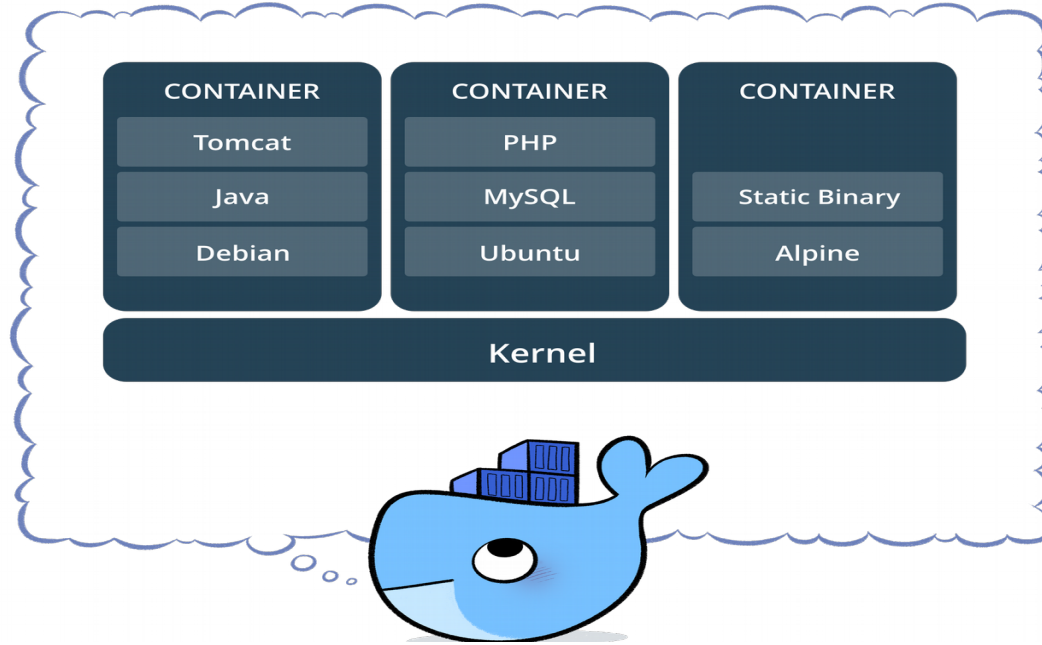 CONTAINER
Tomcat
Java
Debian
CONTAINER
PHP
MySQL
Ubuntu
CONTAINER
Static Binary
Alpine
Kernel